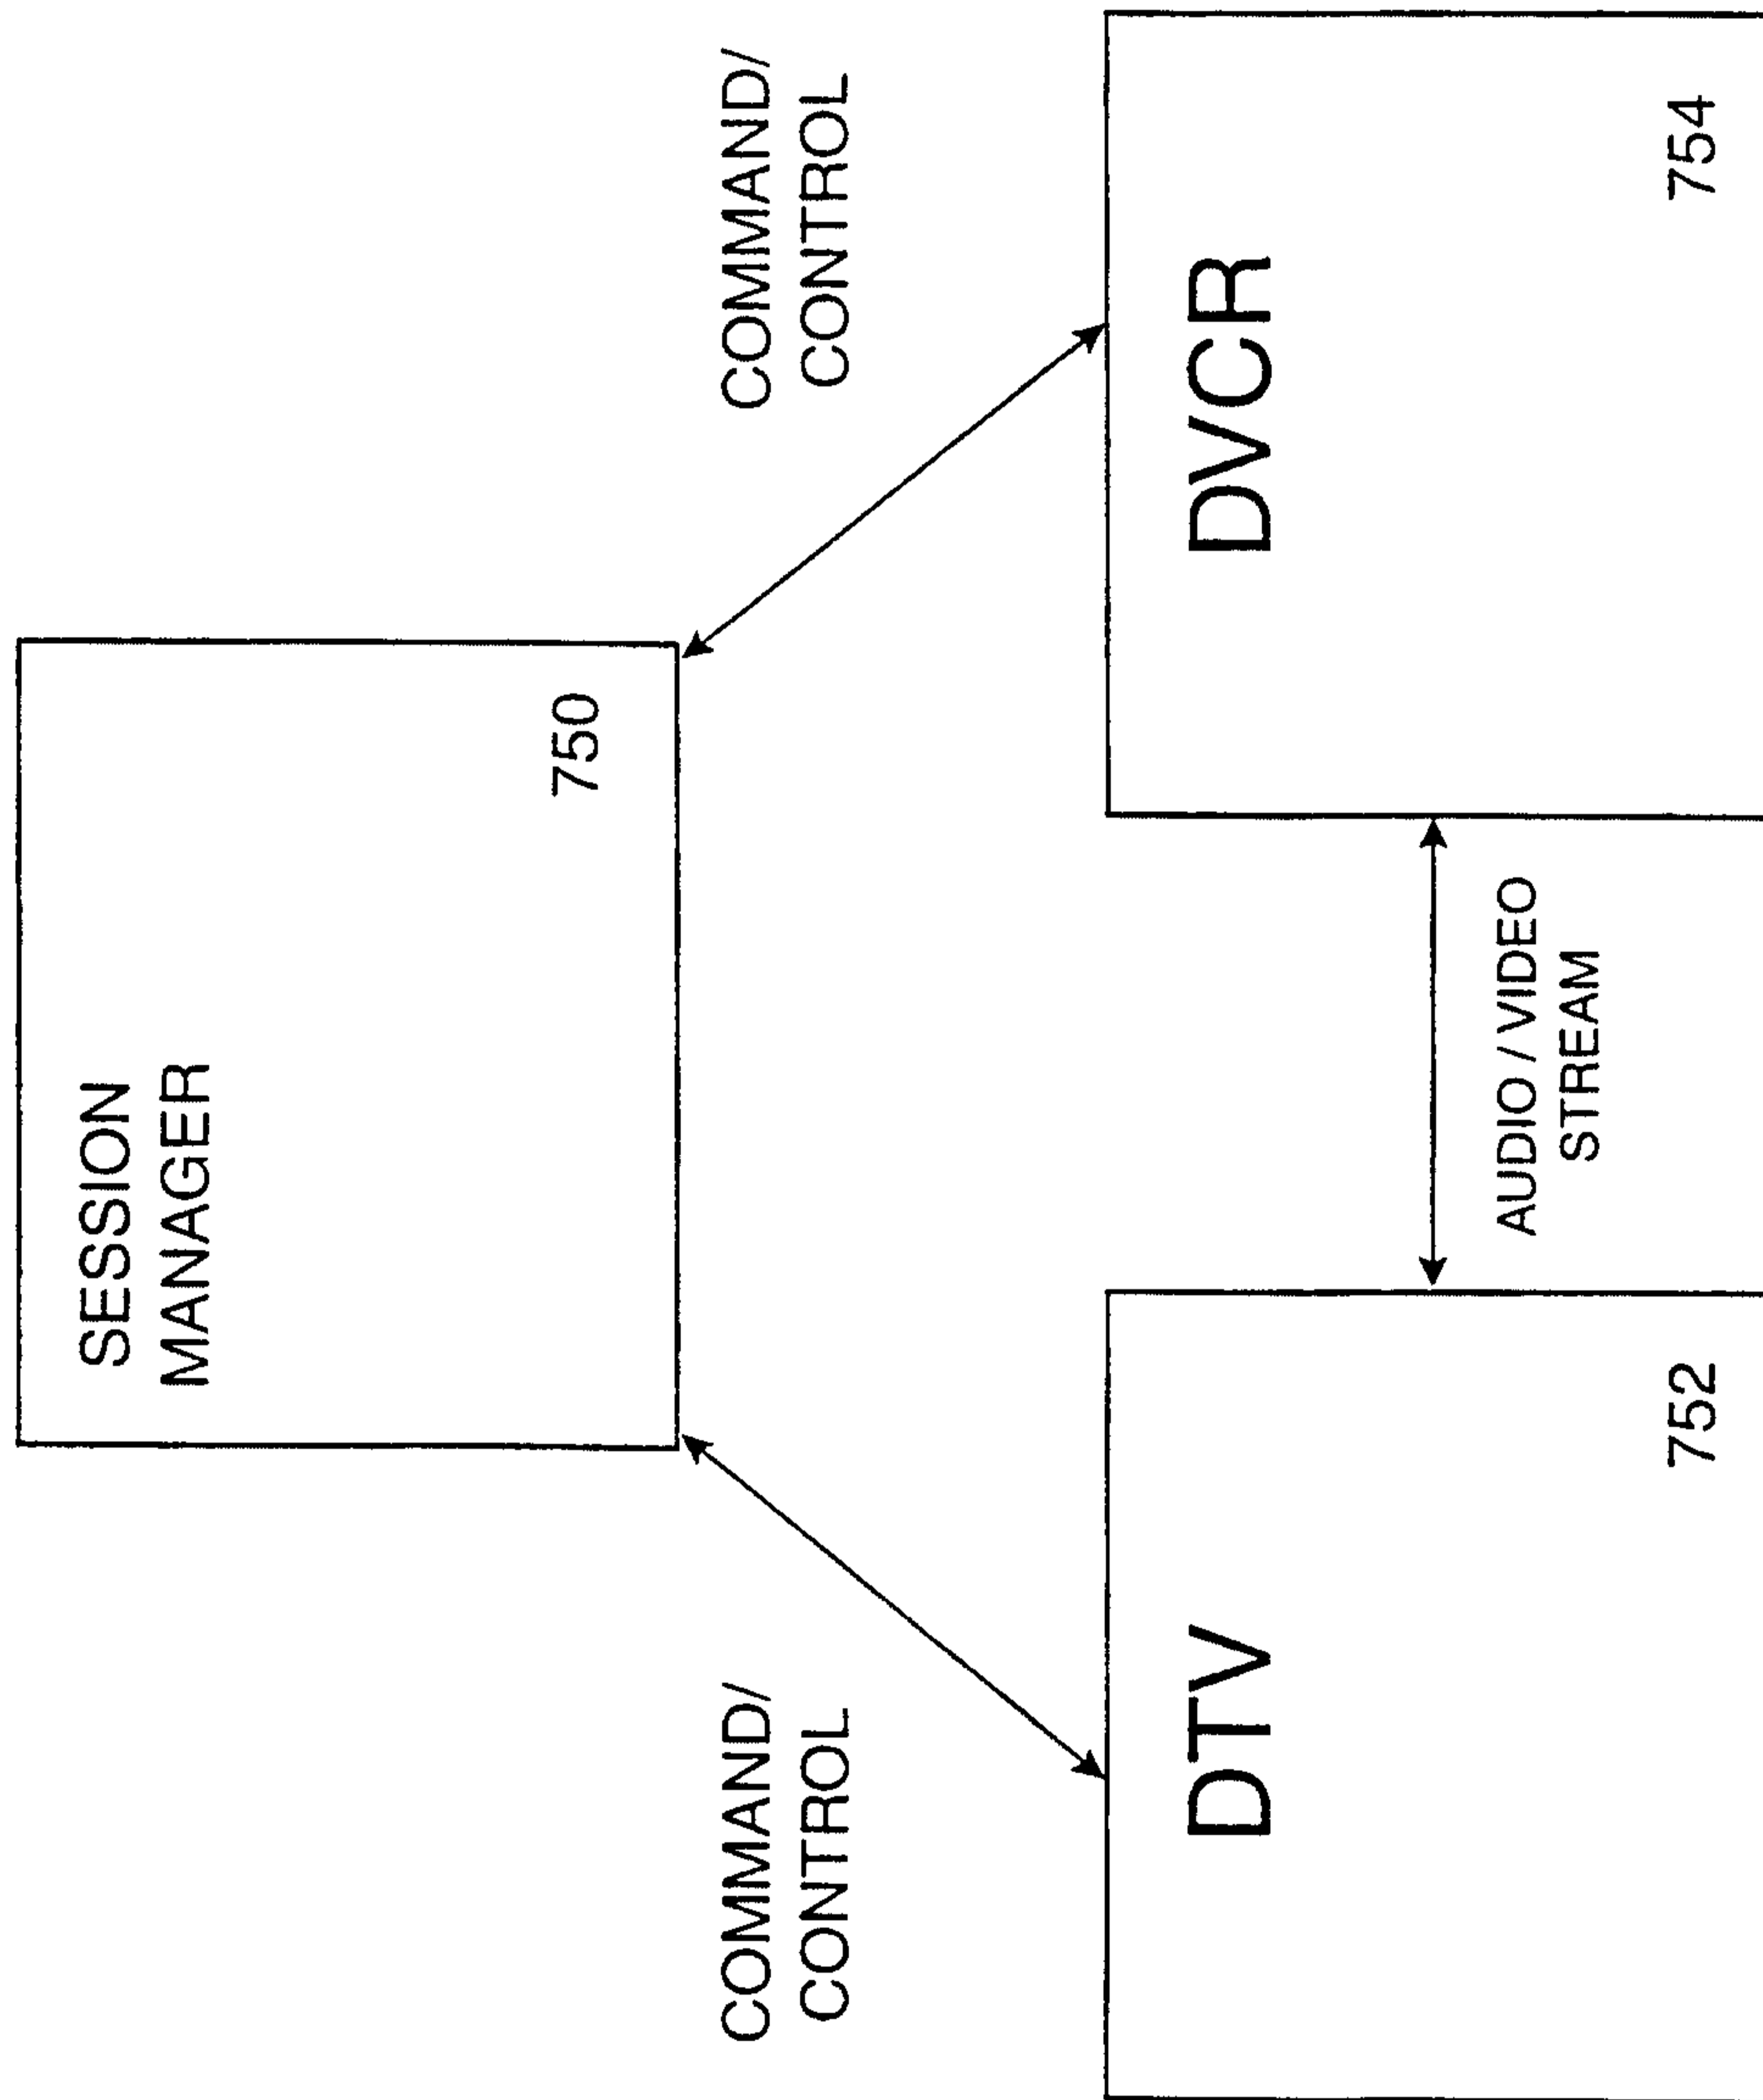 SESSION
MANAGER
750
COMMAND/
CONTROL
COMMAND/
CONTROL
DTV
752
AUDIO / VIDEO
STREAM
DVCR
754